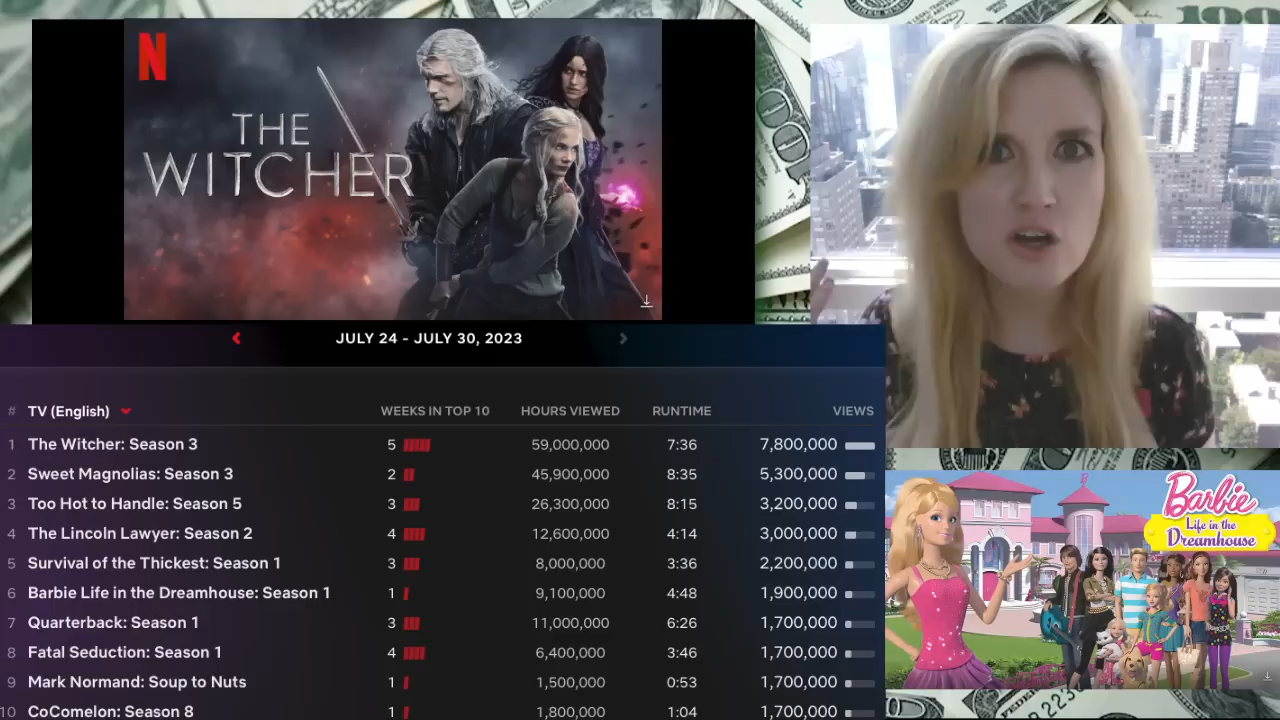 N
THE
WITCHER
JULY 24 - JULY 30, 2023
# TV (English) WEEKS IN TOP 10 HOURS VIEWED RUNTIME VIEWS
1 The Witcher: Season 3 5 59,000,000 7:36 7,800,000
2 Sweet Magnolias: Season 3 2 45,900,000 8:35 5,300,000
3 Too Hot to Handle: Season 5 3 26,300,000 8:15 3,200,000
4 The Lincoln Lawyer: Season 2 4 12,600,000 4:14 3,000,000
5 Survival of the Thickest: Season 1 3 8,000,000 3:36 2,200,000
6 Barbie Life in the Dreamhouse: Season 1 1 9,100,000 4:48 1,900,000
7 Quarterback: Season 1 3 11,000,000 6:26 1,700,000
8 Fatal Seduction: Season 1 4 6,400,000 3:46 1,700,000
9 Mark Normand: Soup to Nuts 1 1,500,000 0:53 1,700,000
10 CoComelon: Season 8 1 1,800,000 1:04 1,700,000
100
Barbie
Life in the
Dreamhouse